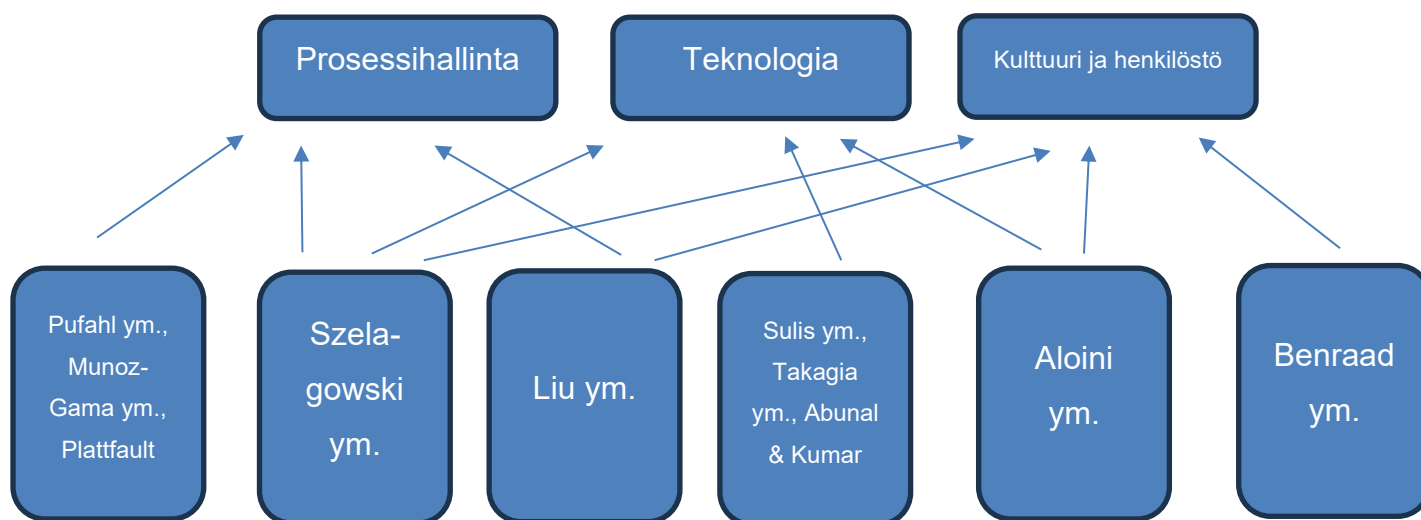 Prosessihallinta
Teknologia
Kulttuuri ja henkilöstö
Pufahl ym.,
Munoz-
Gama ym.,
Plattfault
Szela-
gowski
ym.
Liu ym.
Sulis ym.,
Takagia
ym., Abunal
& Kumar
Aloini
ym.
Benraad
ym.